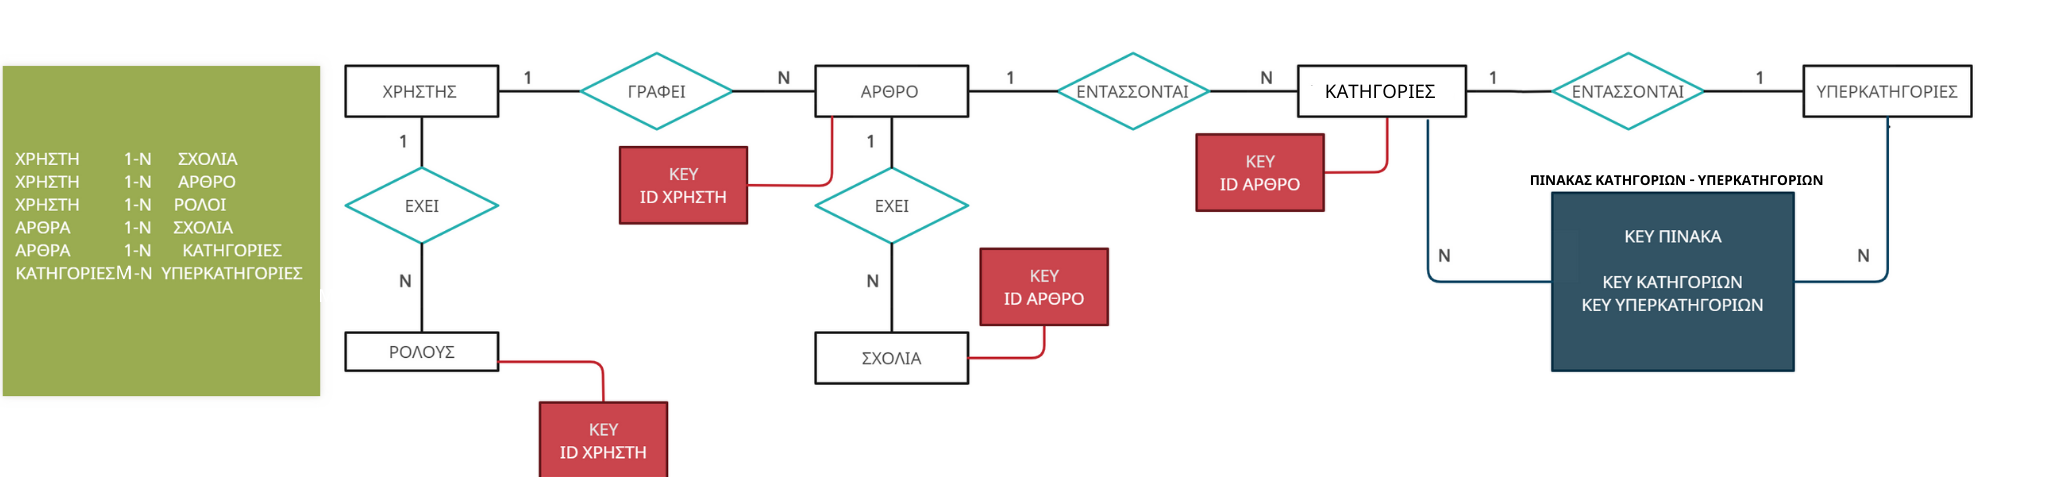 ΧΡΗΣΤΗ 1-N ΣΧΟΛΙΑ
ΧΡΗΣΤΗ 1-N ΑΡΘΡΟ
ΧΡΗΣΤΗ 1-N ΡΟΛΟΙ
ΑΡΘΡΑ 1-N ΣΧΟΛΙΑ
ΑΡΘΡΑ 1-N ΚΑΤΗΓΟΡΙΕΣ
ΚΑΤΗΓΟΡΙΕΣΜ-N ΥΠΕΡΚΑΤΗΓΟΡΙΕΣ
ΧΡΗΣΤΗΣ
1
ΓΡΑΦΕΙ
N
ΑΡΘΡΟ
1
ΕΝΤΑΣΣΟΝΤΑΙ
N
ΚΑΤΗΓΟΡΙΕΣ
1
ΕΝΤΑΣΣΟΝΤΑΙ
1
ΥΠΕΡΚΑΤΗΓΟΡΙΕΣ
1
ΕΧΕΙ
N
ΡΟΛΟΥΣ
KEY
ID ΧΡΗΣΤΗ
KEY
ID ΧΡΗΣΤΗ
1
ΕΧΕΙ
N
ΣΧΟΛΙΑ
KEY
ID ΑΡΘΡΟ
KEY
ID ΑΡΘΡΟ
ΠΙΝΑΚΑΣ ΚΑΤΗΓΟΡΙΩΝ - ΥΠΕΡΚΑΤΗΓΟΡΙΩΝ
N
N
KEY ΠΙΝΑΚΑ
KEY ΚΑΤΗΓΟΡΙΩΝ
KEY ΥΠΕΡΚΑΤΗΓΟΡΙΩΝ